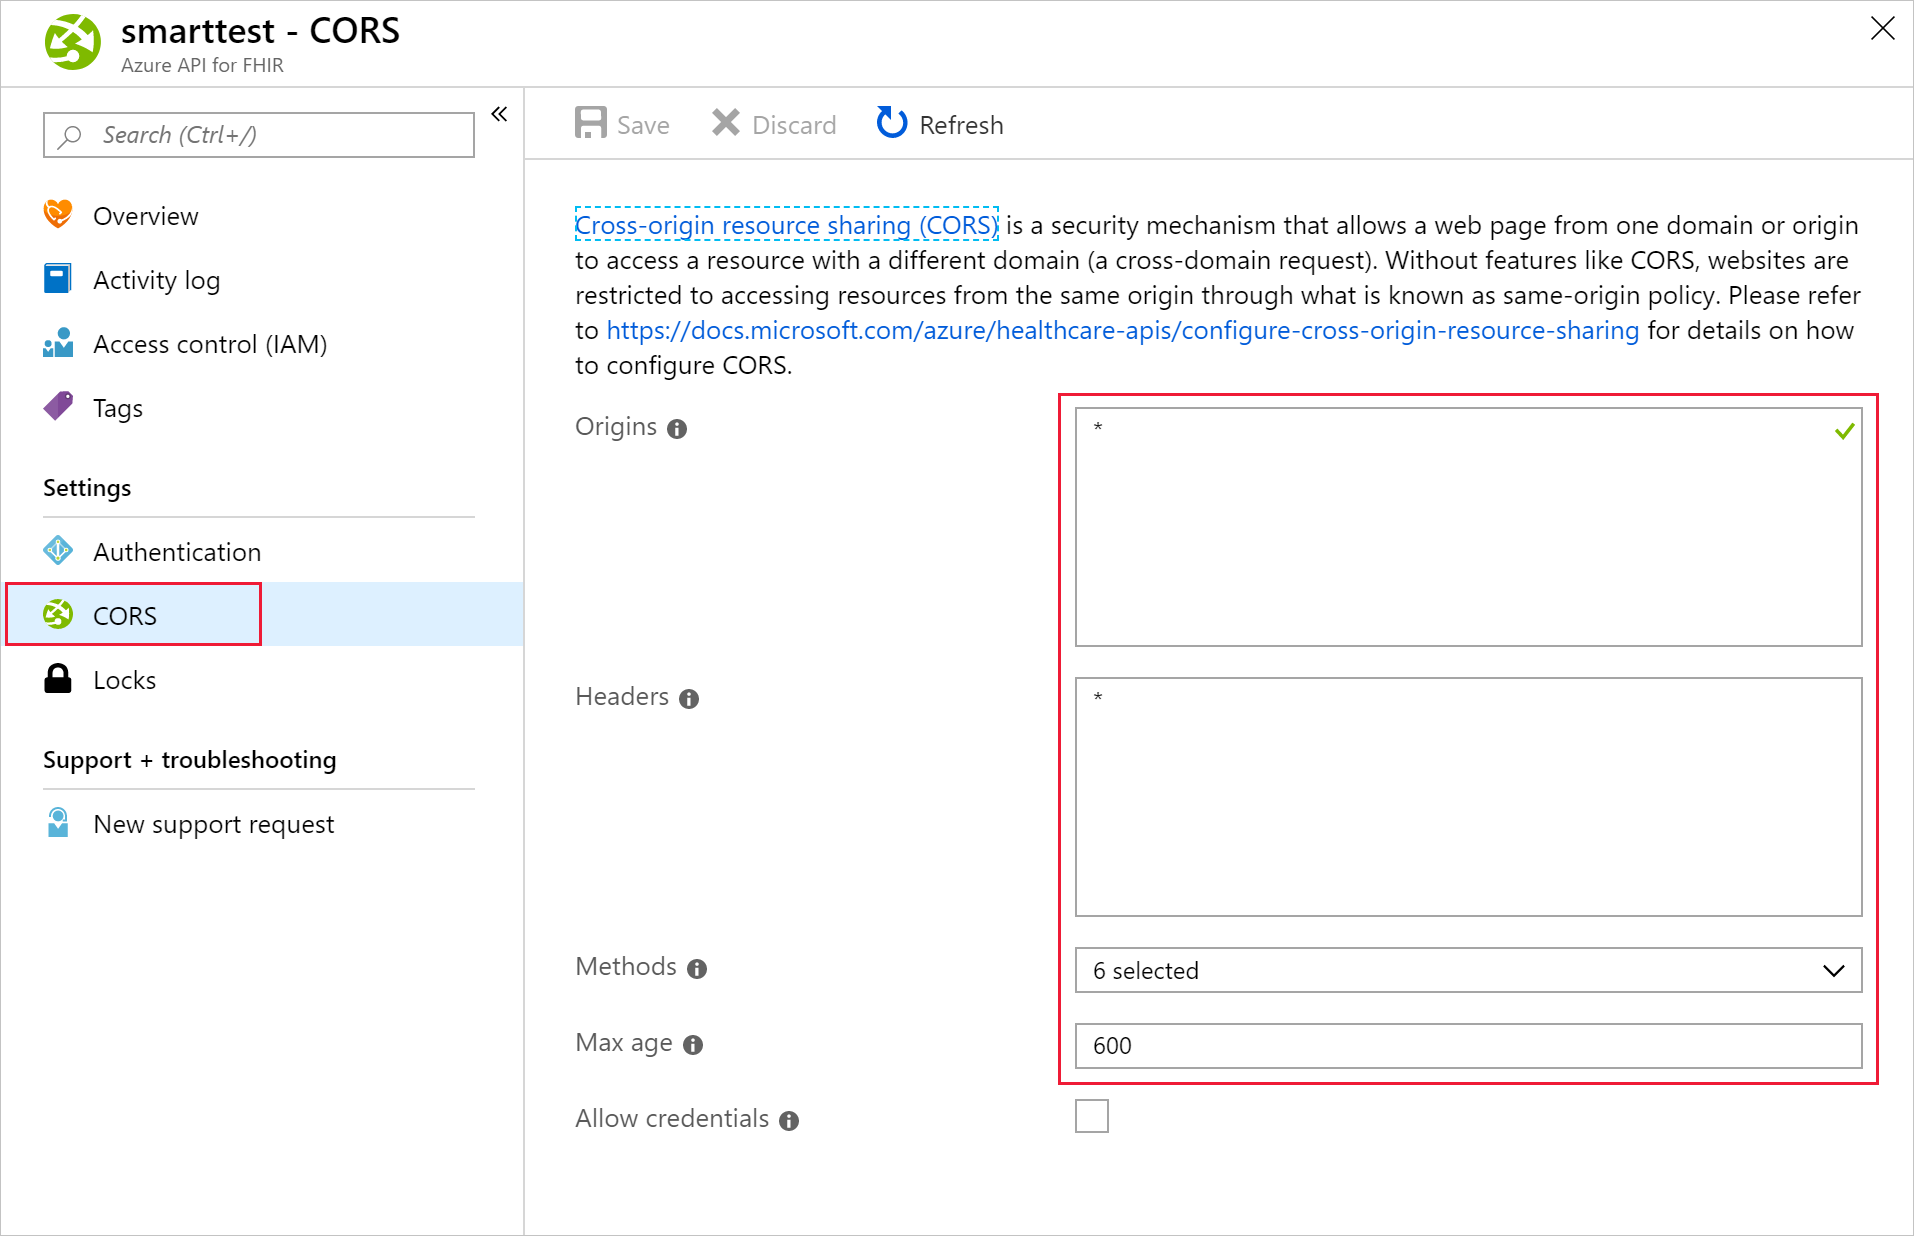 smarttest - CORS
Azure API for FHIR
Search (Ctrl+/)
Overview
Activity log
Access control (IAM)
Tags
Settings
Authentication
CORS
Locks
Support + troubleshooting
New support request
Save
Discard
Refresh
Cross-origin resource sharing (CORS) is a security mechanism that allows a web page from one domain or origin
to access a resource with a different domain (a cross-domain request). Without features like CORS, websites are
restricted to accessing resources from the same origin through what is known as same-origin policy. Please refer
to https://docs.microsoft.com/azure/healthcare-apis/configure-cross-origin-resource-sharing for details on how
to configure CORS.
Origins
*
Headers
*
Methods
6 selected
Max age
600
Allow credentials